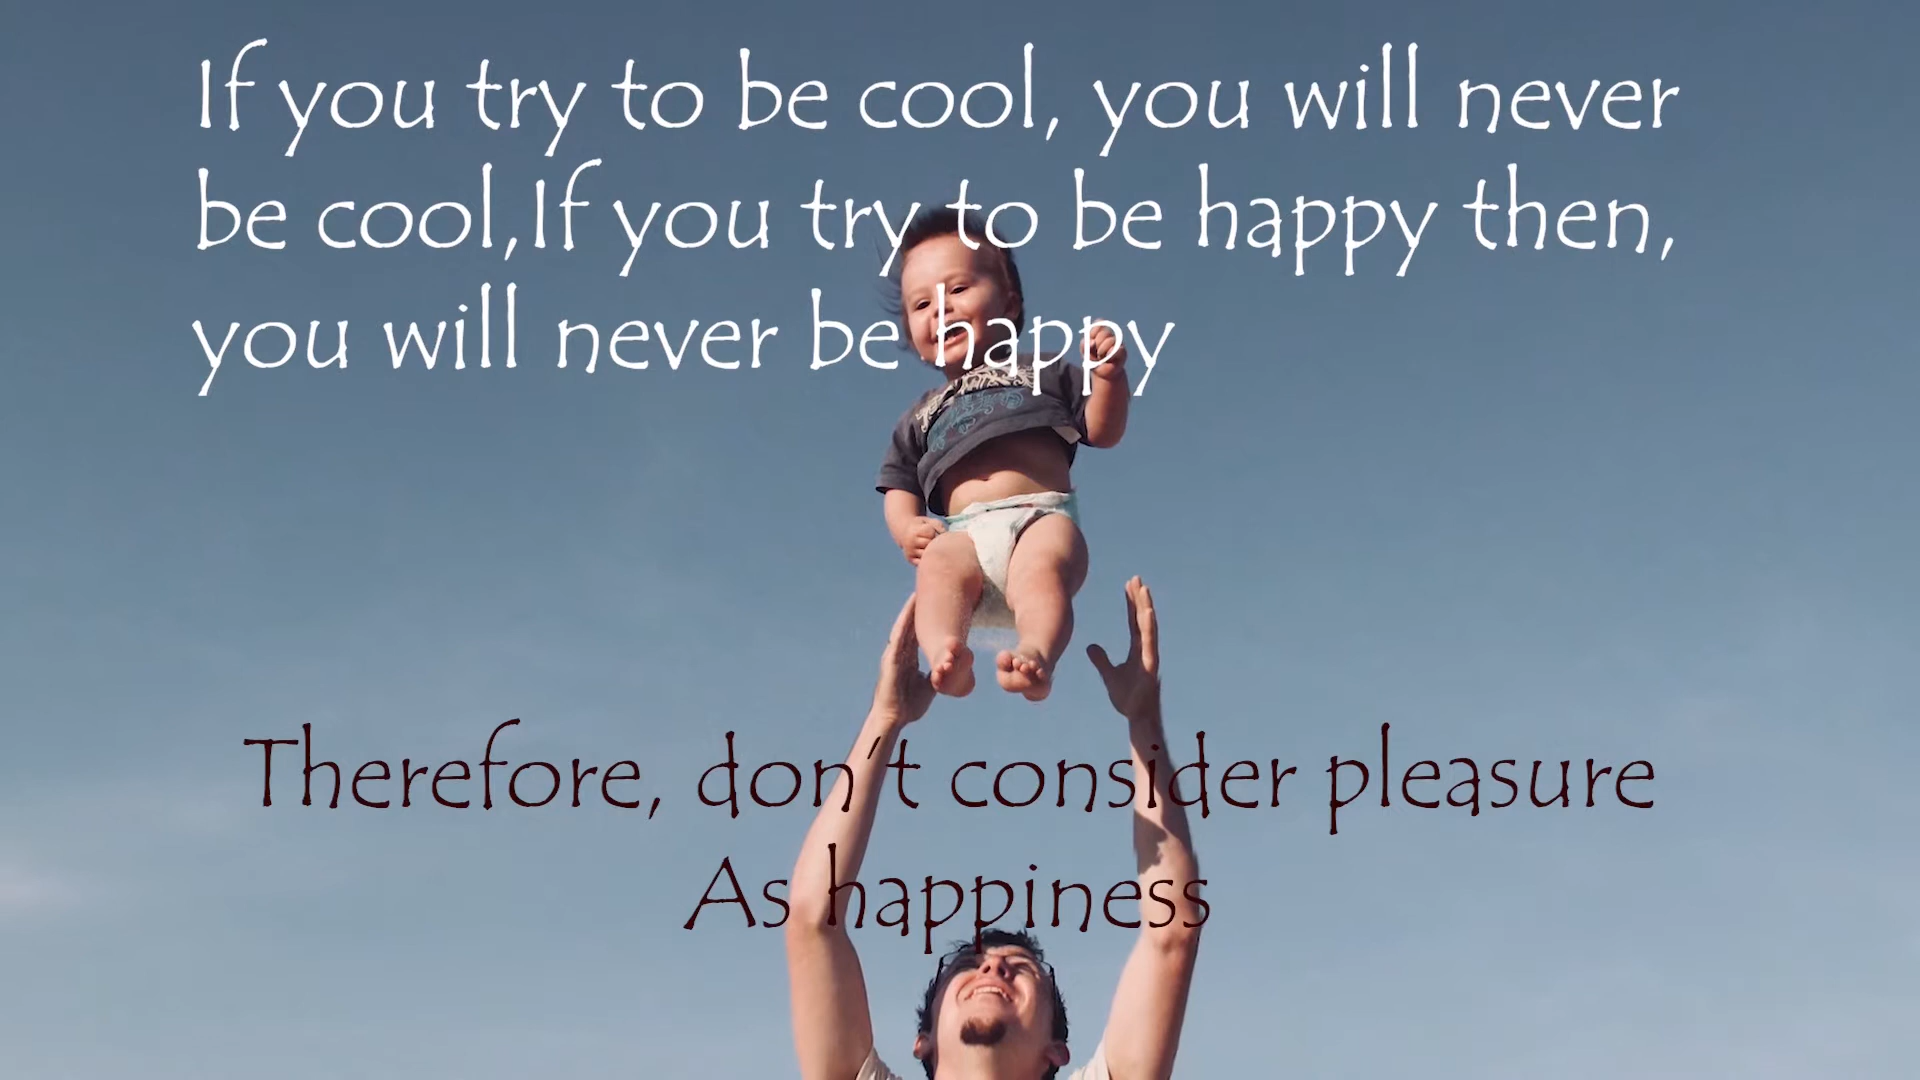 If you try to be cool, you will never
be cool,If you try to be happy then,
you will never be happy
Therefore, don't consider pleasure
As happiness